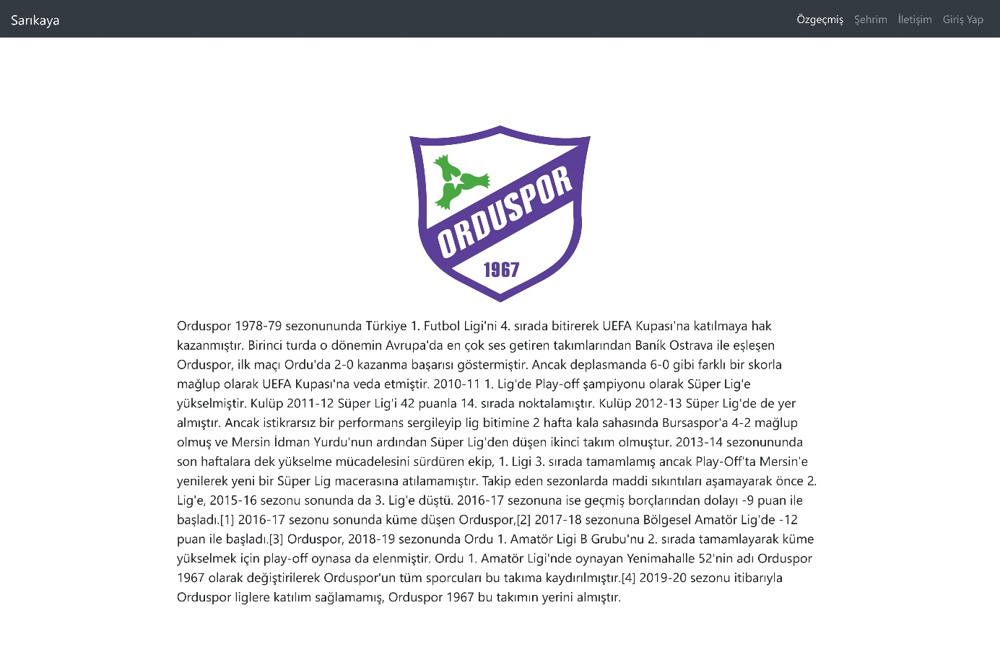 Sarıkaya
Özgeçmiş Şehrim İletişim Giriş Yap
ORDUSPOR
1967
Orduspor 1978-79 sezonununda Türkiye 1. Futbol Ligi'ni 4. sırada bitirerek UEFA Kupası'na katılmaya hak
kazanmıştır. Birinci turda o dönemin Avrupa'da en çok ses getiren takımlarından Baník Ostrava ile eşleşen
Orduspor, ilk maçı Ordu'da 2-0 kazanma başarısı göstermiştir. Ancak deplasmanda 6-0 gibi farklı bir skorla
mağlup olarak UEFA Kupası'na veda etmiştir. 2010-11 1. Lig'de Play-off şampiyonu olarak Süper Lig'e
yükselmiştir. Kulüp 2011-12 Süper Lig'i 42 puanla 14. sırada noktalamıştır. Kulüp 2012-13 Süper Lig'de de yer
almıştır. Ancak istikrarsız bir performans sergileyip lig bitimine 2 hafta kala sahasında Bursaspor'a 4-2 mağlup
olmuş ve Mersin İdman Yurdu'nun ardından Süper Lig'den düşen ikinci takım olmuştur. 2013-14 sezonununda
son haftalara dek yükselme mücadelesini sürdüren ekip, 1. Ligi 3. sırada tamamlamış ancak Play-Off'ta Mersin'e
yenilerek yeni bir Süper Lig macerasına atılamamıştır. Takip eden sezonlarda maddi sıkıntıları aşamayarak önce 2.
Lig'e, 2015-16 sezonu sonunda da 3. Lig'e düştü. 2016-17 sezonuna ise geçmiş borçlarından dolayı -9 puan ile
başladı.[1] 2016-17 sezonu sonunda küme düşen Orduspor,[2] 2017-18 sezonuna Bölgesel Amatör Lig'de -12
puan ile başladı.[3] Orduspor, 2018-19 sezonunda Ordu 1. Amatör Ligi B Grubu'nu 2. sırada tamamlayarak küme
yükselmek için play-off oynasa da elenmiştir. Ordu 1. Amatör Ligi'nde oynayan Yenimahalle 52'nin adı Orduspor
1967 olarak değiştirilerek Orduspor'un tüm sporcuları bu takıma kaydırılmıştır.[4] 2019-20 sezonu itibarıyla
Orduspor liglere katılım sağlamamış, Orduspor 1967 bu takımın yerini almıştır.